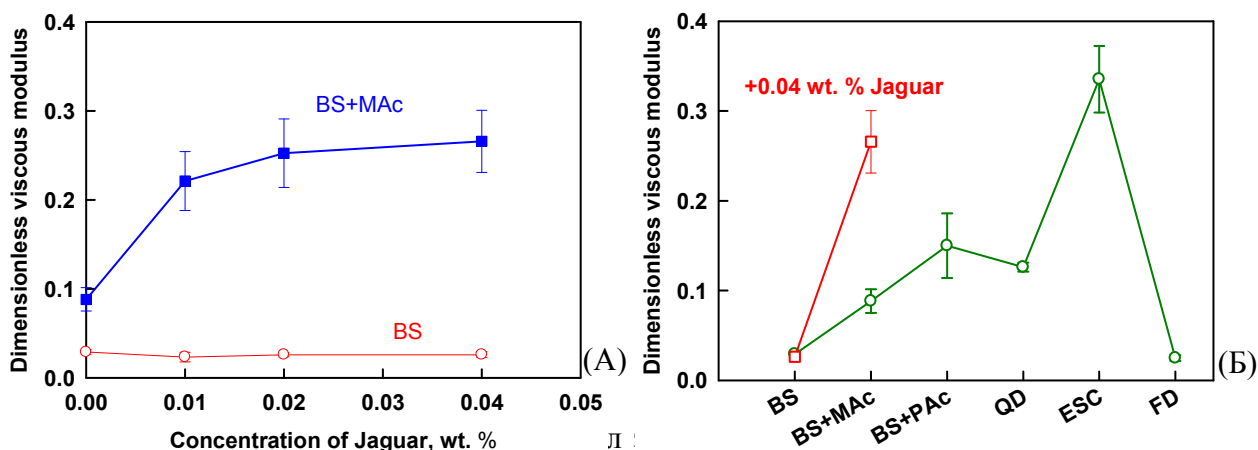 Dimensionless viscous modulus
0.4
0.3
0.2
0.1
0.0
BS+MAc
BS
0.00 0.01 0.02 0.03 0.04 0.05
Concentration of Jaguar, wt. %
(А)
л
Dimensionless viscous modulus
0.4
0.3
0.2
0.1
0.0
+0.04 wt. % Jaguar
BS
BS+MAc
BS+PAc
QD
ESC
FD
(Б)